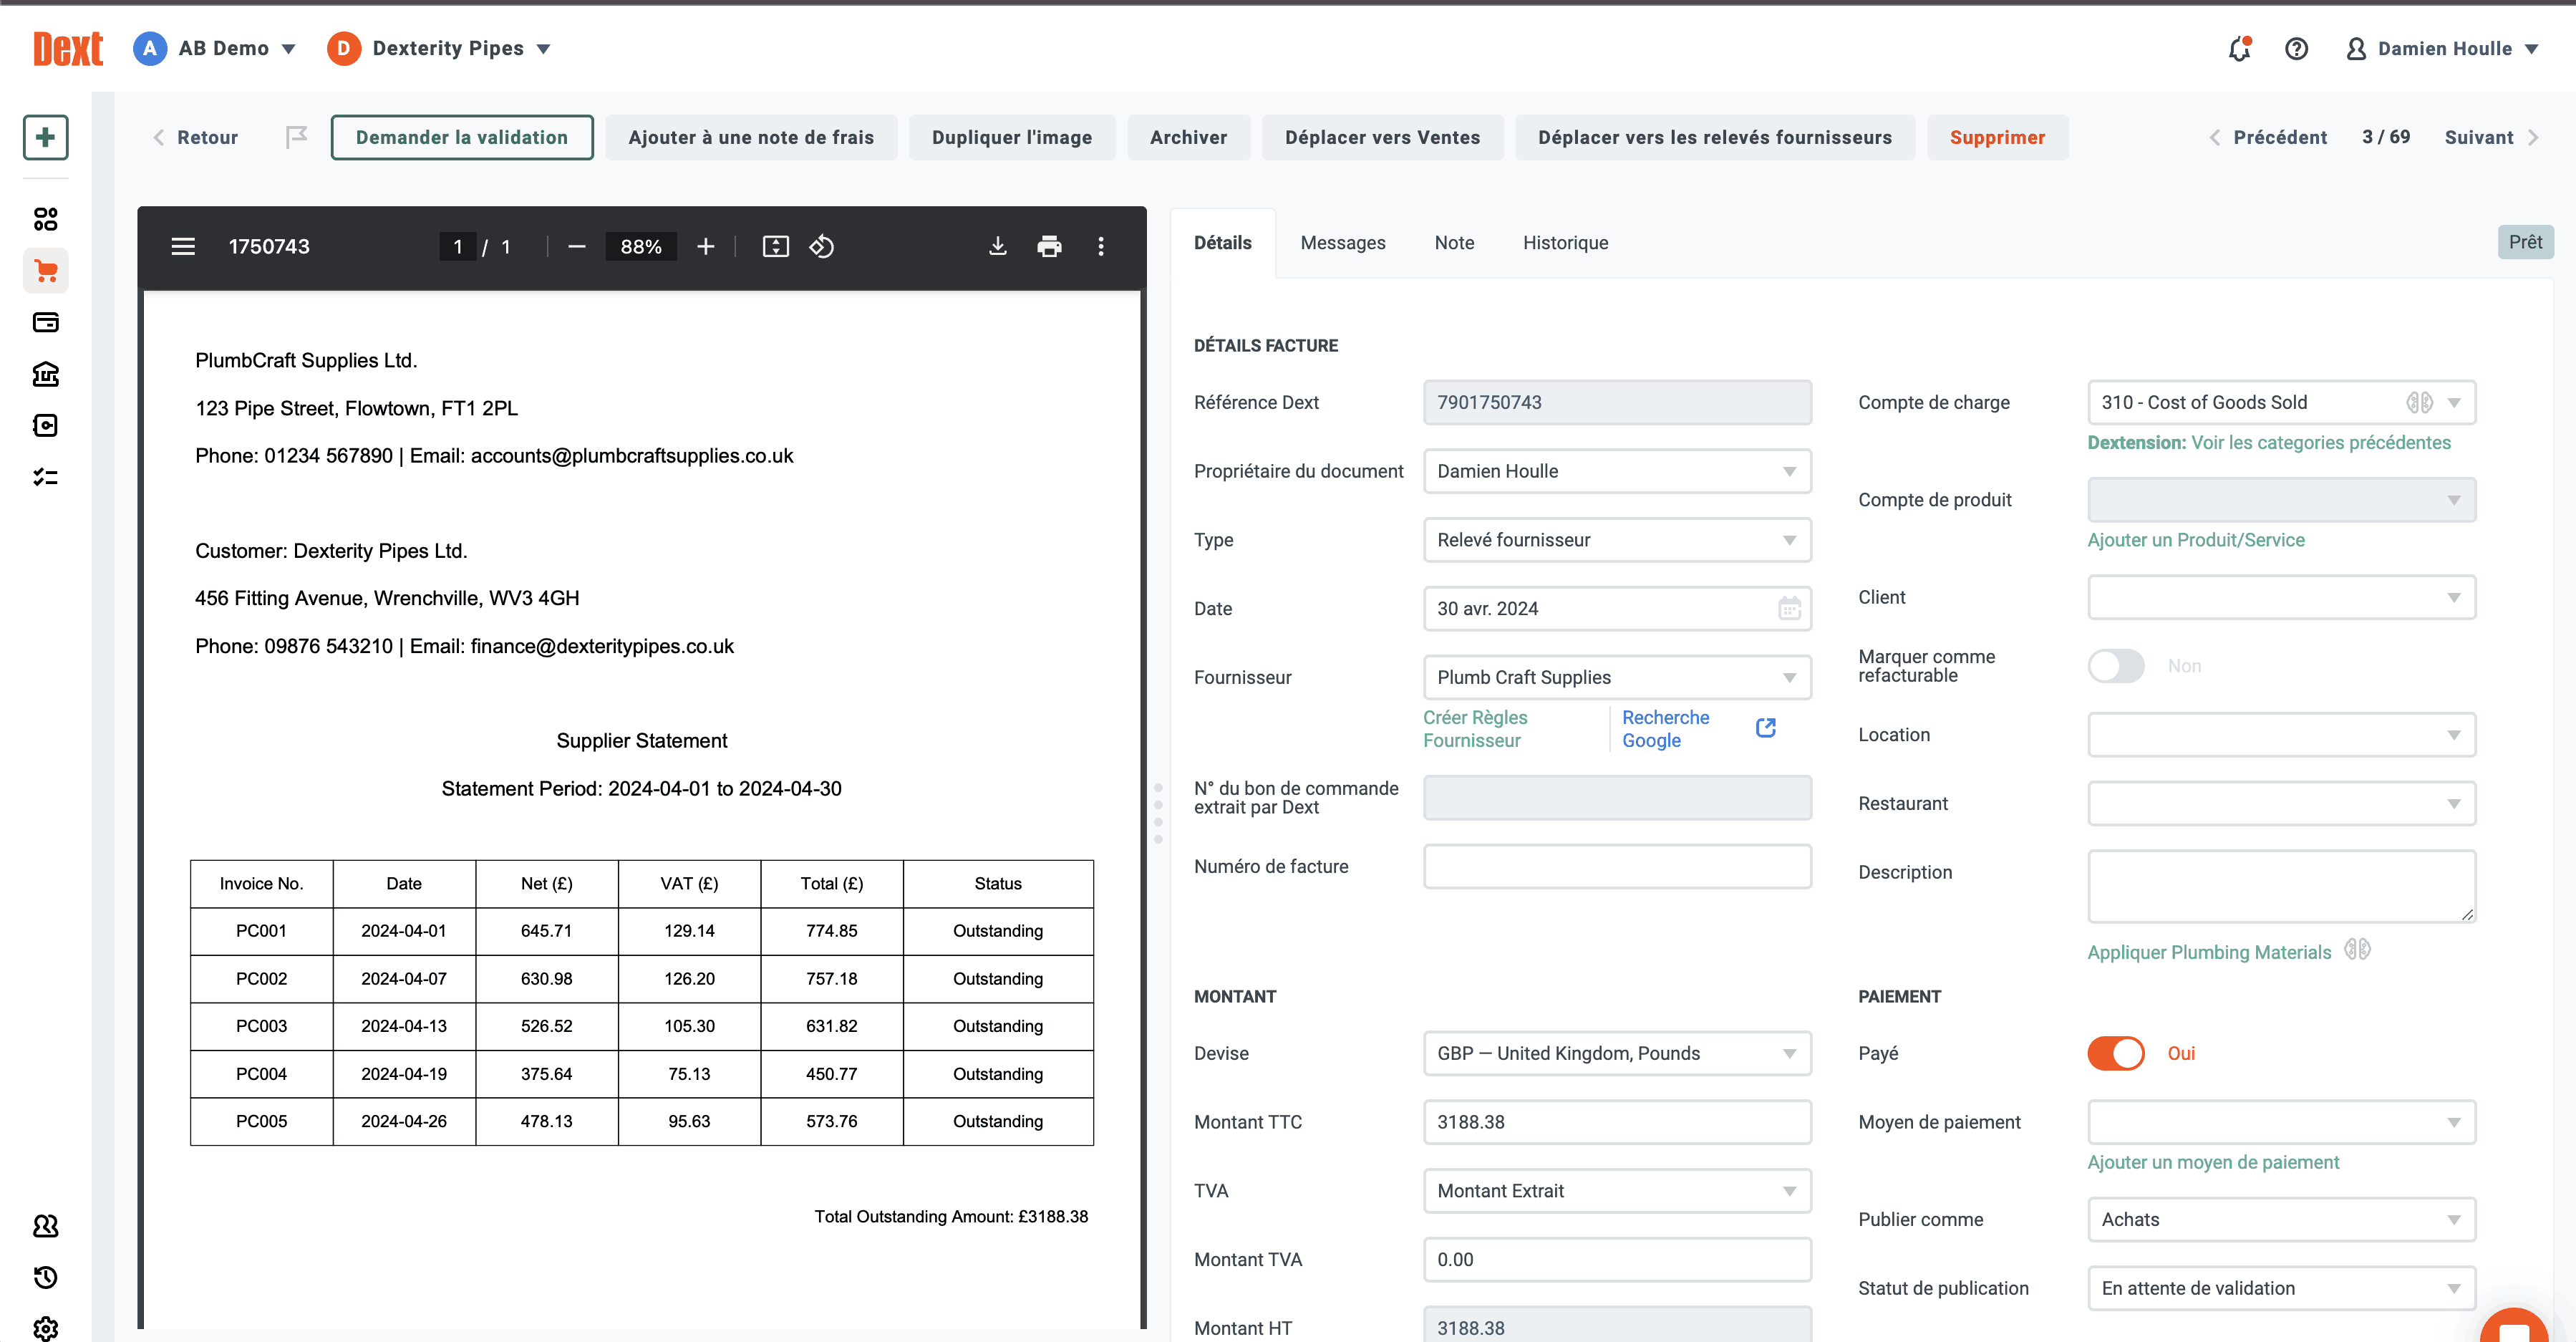 Dext
A AB Demo
D Dexterity Pipes
Damien Houlle
Retour
Demander la validation
Ajouter à une note de frais
Dupliquer l'image
Archiver
Déplacer vers Ventes
Déplacer vers les relevés fournisseurs
Supprimer
Précédent
3 / 69
Suivant
1750743
1 / 1
88%
PlumbCraft Supplies Ltd.
123 Pipe Street, Flowtown, FT1 2PL
Phone: 01234 567890 | Email: accounts@plumbcraftsupplies.co.uk
Customer: Dexterity Pipes Ltd.
456 Fitting Avenue, Wrenchville, WV3 4GH
Phone: 09876 543210 | Email: finance@dexteritypipes.co.uk
Supplier Statement
Statement Period: 2024-04-01 to 2024-04-30
Invoice No. Date Net (£) VAT (£) Total (£) Status
PC001 2024-04-01 645.71 129.14 774.85 Outstanding
PC002 2024-04-07 630.98 126.20 757.18 Outstanding
PC003 2024-04-13 526.52 105.30 631.82 Outstanding
PC004 2024-04-19 375.64 75.13 450.77 Outstanding
PC005 2024-04-26 478.13 95.63 573.76 Outstanding
Total Outstanding Amount: £3188.38
Détails
Messages
Note
Historique
Prêt
DÉTAILS FACTURE
Référence Dext 7901750743
Propriétaire du document Damien Houlle
Type Relevé fournisseur
Date 30 avr. 2024
Fournisseur Plumb Craft Supplies
Créer Règles
Fournisseur
Recherche
Google
N° du bon de commande
extrait par Dext
Numéro de facture
Compte de charge 310 - Cost of Goods Sold
Dextension: Voir les categories précédentes
Compte de produit
Ajouter un Produit/Service
Client
Marquer comme
refacturable
Non
Location
Restaurant
Description
Appliquer Plumbing Materials
MONTANT
Devise GBP — United Kingdom, Pounds
Montant TTC 3188.38
TVA Montant Extrait
Montant TVA 0.00
Montant HT 3188.38
PAIEMENT
Payé Oui
Moyen de paiement
Ajouter un moyen de paiement
Publier comme Achats
Statut de publication En attente de validation